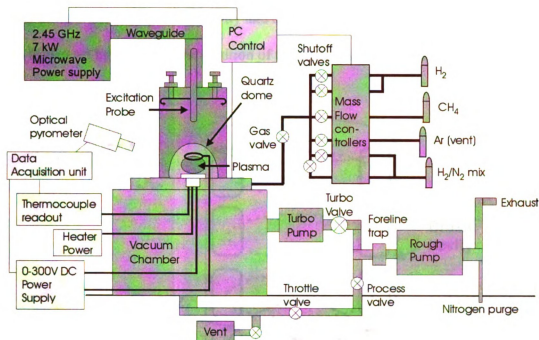 2.45 GHz
7 kW
Microwave
Power supply
Waveguide
PC
Control
Shutoff
valves
H2
CH4
Ar (vent)
H2/N2 mix
Mass
Flow
con-
trollers
Gas
valve
Quartz
dome
Excitation
Probe
Plasma
Optical
pyrometer
Data
Acquisition unit
Thermocouple
readout
Heater
Power
0-300V DC
Power
Supply
Vacuum
Chamber
Turbo
Pump
Turbo
Valve
Foreline
trap
Rough
Pump
Exhaust
Throttle
valve
Process
valve
Nitrogen purge
Vent